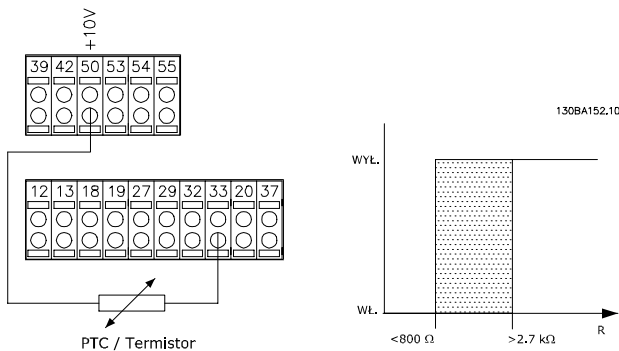 +10V
39 42 50 53 54 55
12 13 18 19 27 29 32 33 20 37
PTC / Termistor
130BA152.10
WYŁ.
WŁ.
R
<800 Ω
>2.7 kΩ